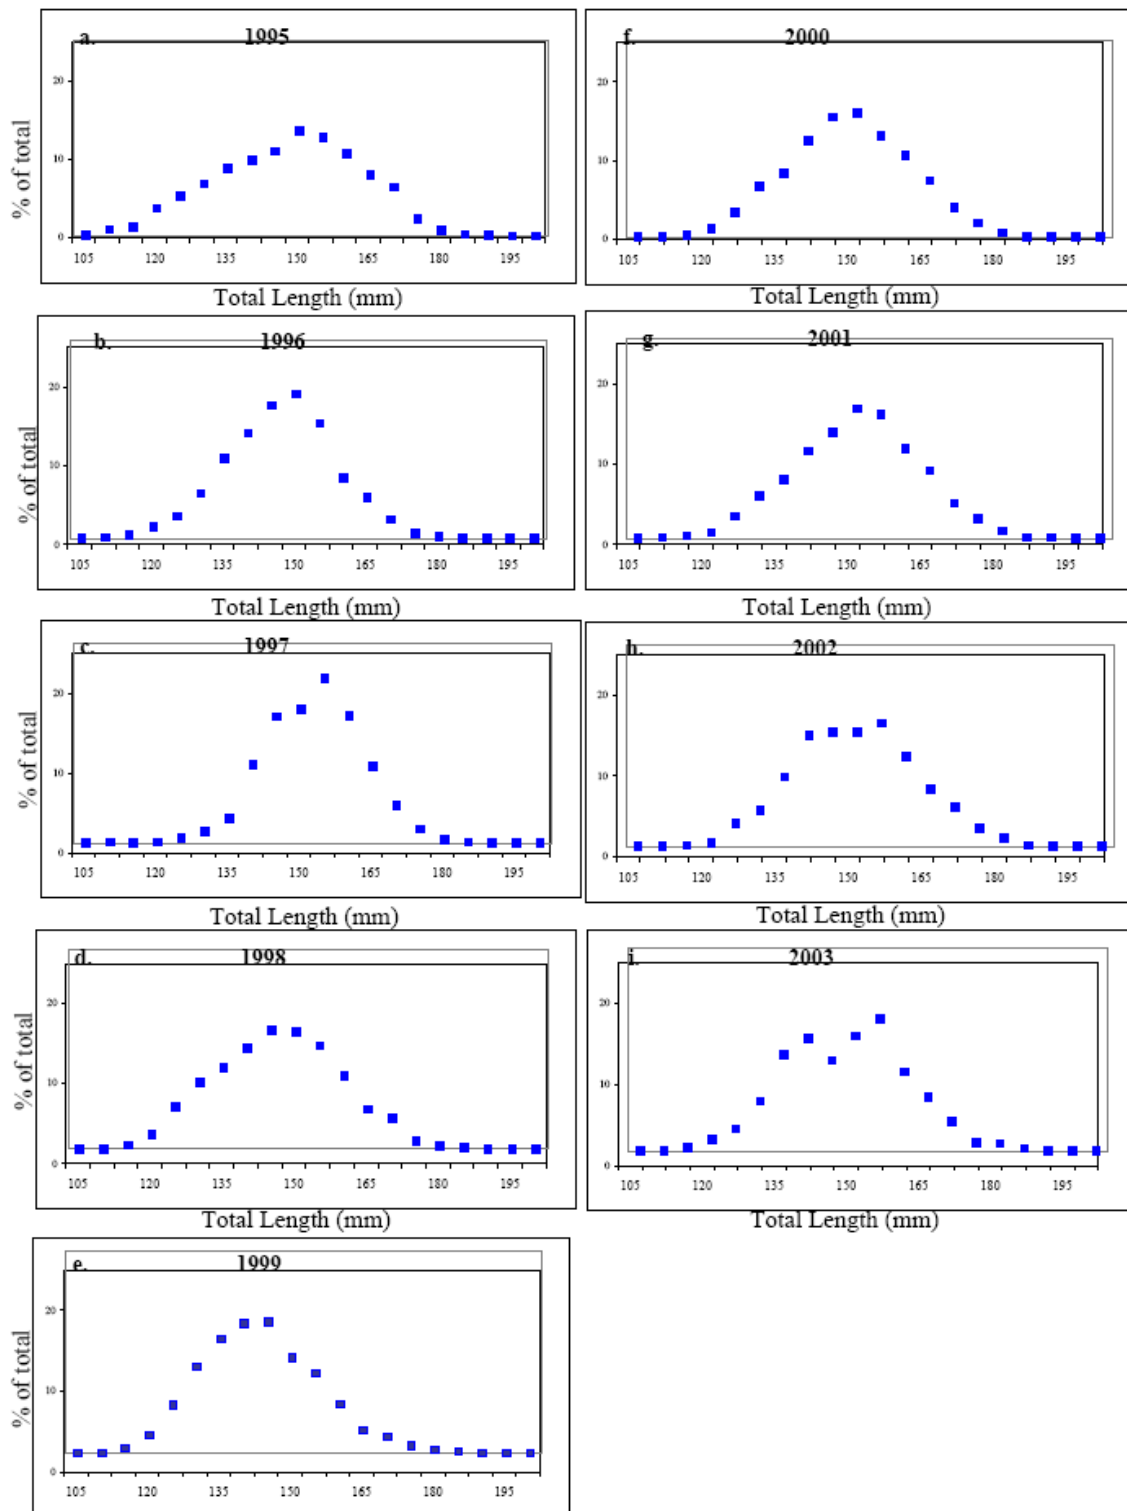 a. 1995
% of total
20
10
0
105 120 135 150 165 180 195
Total Length (mm)
b. 1996
% of total
20
10
0
105 120 135 150 165 180 195
Total Length (mm)
c. 1997
% of total
20
10
0
105 120 135 150 165 180 195
Total Length (mm)
d. 1998
% of total
20
10
0
105 120 135 150 165 180 195
Total Length (mm)
e. 1999
% of total
20
10
0
105 120 135 150 165 180 195
f. 2000
20
10
0
105 120 135 150 165 180 195
Total Length (mm)
g. 2001
20
10
0
105 120 135 150 165 180 195
Total Length (mm)
h. 2002
20
10
0
105 120 135 150 165 180 195
Total Length (mm)
i. 2003
20
10
0
105 120 135 150 165 180 195
Total Length (mm)